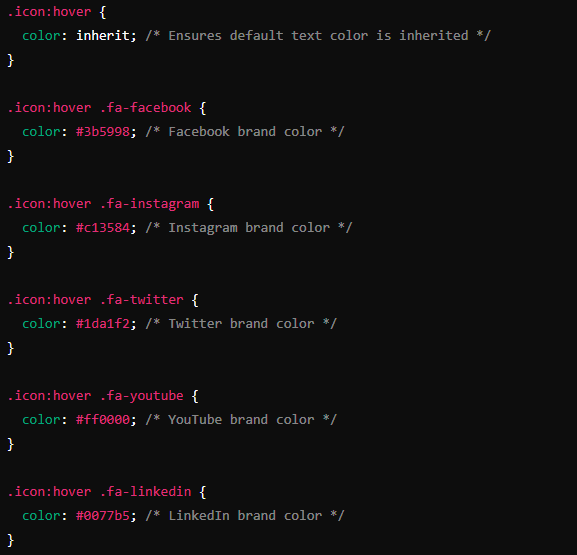 .icon:hover {
  color: inherit; /* Ensures default text color is inherited */
}

.icon:hover .fa-facebook {
  color: #3b5998; /* Facebook brand color */
}

.icon:hover .fa-instagram {
  color: #c13584; /* Instagram brand color */
}

.icon:hover .fa-twitter {
  color: #1da1f2; /* Twitter brand color */
}

.icon:hover .fa-youtube {
  color: #ff0000; /* YouTube brand color */
}

.icon:hover .fa-linkedin {
  color: #0077b5; /* LinkedIn brand color */
}